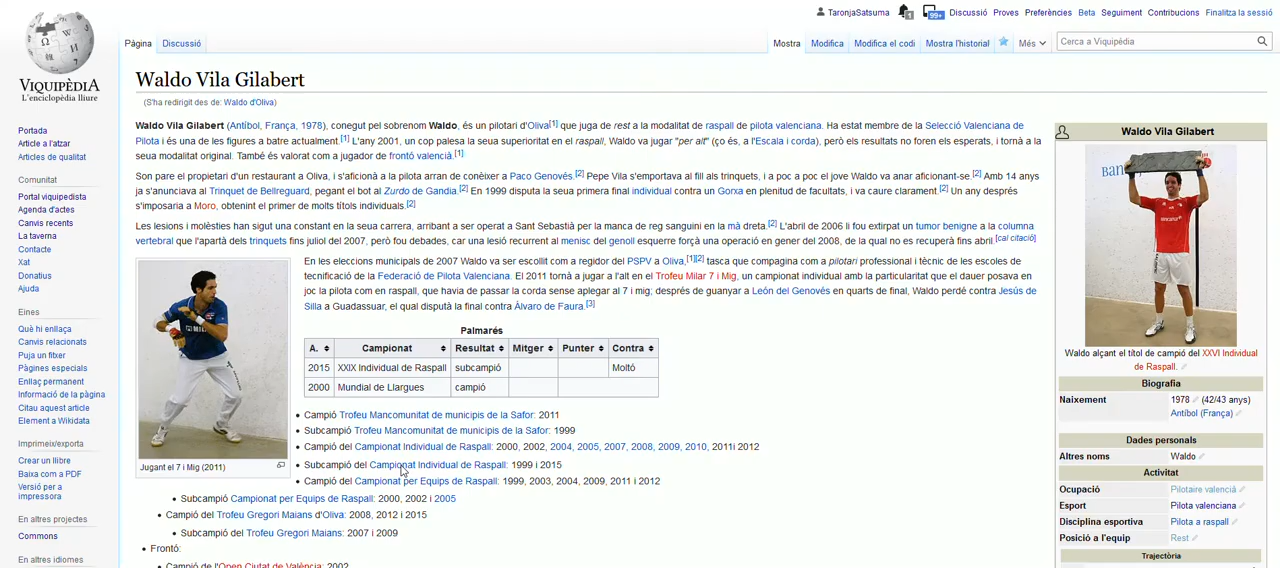 TaronjaSatsuma 1 99+ Discussió Proves Preferències Beta Seguiment Contribucions Finalitza la sessió
Pàgina Discussió Mostra Modifica Modifica el codi Mostra l'historial Més Cerca a Viquipèdia
VIQUIPÈDIA
L'enciclopèdia lliure
Portada
Article a l'atzar
Articles de qualitat
Comunitat
Portal viquipedista
Agenda d'actes
Canvis recents
La taverna
Contacte
Xat
Donatius
Ajuda
Eines
Què hi enllaça
Canvis relacionats
Puja un fitxer
Pàgines especials
Enllaç permanent
Informació de la pàgina
Citau aquest article
Element a Wikidata
Imprimeix/exporta
Crear un llibre
Baixa com a PDF
Versió per a
impressora
En altres projectes
Commons
En altres idiomes
Waldo Vila Gilabert
(S'ha redirigit des de: Waldo d'Oliva)
Waldo Vila Gilabert (Antíbol, França, 1978), conegut pel sobrenom Waldo, és un pilotari d'Oliva[1] que juga de rest a la modalitat de raspall de pilota valenciana. Ha estat membre de la Selecció Valenciana de
Pilota i és una de les figures a batre actualment.[1] L'any 2001, un cop palesa la seua superioritat en el raspall, Waldo va jugar "per alt" (ço és, a l'Escala i corda), però els resultats no foren els esperats, i tornà a la
seua modalitat original. També és valorat com a jugador de frontó valencià.[1]
Son pare el propietari d'un restaurant a Oliva, i s'aficionà a la pilota arran de conèixer a Paco Genovés.[2] Pepe Vila s'emportava al fill als trinquets, i a poc a poc el jove Waldo va anar aficionant-se.[2] Amb 14 anys
ja s'anunciava al Trinquet de Bellreguard, pegant el bot al Zurdo de Gandia.[2] En 1999 disputa la seua primera final individual contra un Gorxa en plenitud de facultats, i va caure clarament.[2] Un any després
s'imposaria a Moro, obtenint el primer de molts títols individuals.[2]
Les lesions i molèsties han sigut una constant en la seua carrera, arribant a ser operat a Sant Sebastià per la manca de reg sanguini en la mà dreta.[2] L'abril de 2006 li fou extirpat un tumor benigne a la columna
vertebral que l'apartà dels trinquets fins juliol del 2007, però fou debades, car una lesió recurrent al menisc del genoll esquerre forçà una operació en gener del 2008, de la qual no es recuperà fins abril [cal citació]
En les eleccions municipals de 2007 Waldo va ser escollit com a regidor del PSPV a Oliva,[1][2] tasca que compagina com a pilotari professional i tècnic de les escoles de
tecnificació de la Federació de Pilota Valenciana. El 2011 tornà a jugar a l'alt en el Trofeu Milar 7 i Mig, un campionat individual amb la particularitat que el dauer posava en
joc la pilota com en raspall, que havia de passar la corda sense aplegar al 7 i mig; després de guanyar a León del Genovés en quarts de final, Waldo perdé contra Jesús de
Silla a Guadassuar, el qual disputà la final contra Álvaro de Faura.[3]
Jugant el 7 i Mig (2011)
Palmarés
A. Campionat Resultat Mitger Punter Contra
2015 XXIX Individual de Raspall subcampió Moltó
2000 Mundial de Llargues campió
• Campió Trofeu Mancomunitat de municipis de la Safor: 2011
• Subcampió Trofeu Mancomunitat de municipis de la Safor: 1999
• Campió del Campionat Individual de Raspall: 2000, 2002, 2004, 2005, 2007, 2008, 2009, 2010, 2011i 2012
• Subcampió del Campionat Individual de Raspall: 1999 i 2015
• Campió del Campionat per Equips de Raspall: 1999, 2003, 2004, 2009, 2011 i 2012
• Subcampió Campionat per Equips de Raspall: 2000, 2002 i 2005
• Campió del Trofeu Gregori Maians d'Oliva: 2008, 2012 i 2015
• Subcampió del Trofeu Gregori Maians: 2007 i 2009
• Frontó:
Campió de l'Open Ciutat de València: 2002
Waldo Vila Gilabert
Waldo alçant el títol de campió del XXVI Individual
de Raspall.
Biografia
Naixement 1978 (42/43 anys)
Antíbol (França)
Dades personals
Altres noms Waldo
Activitat
Ocupació Pilotaire valencià
Esport Pilota valenciana
Disciplina esportiva Pilota a raspall
Posició a l'equip Rest
Trajectòria